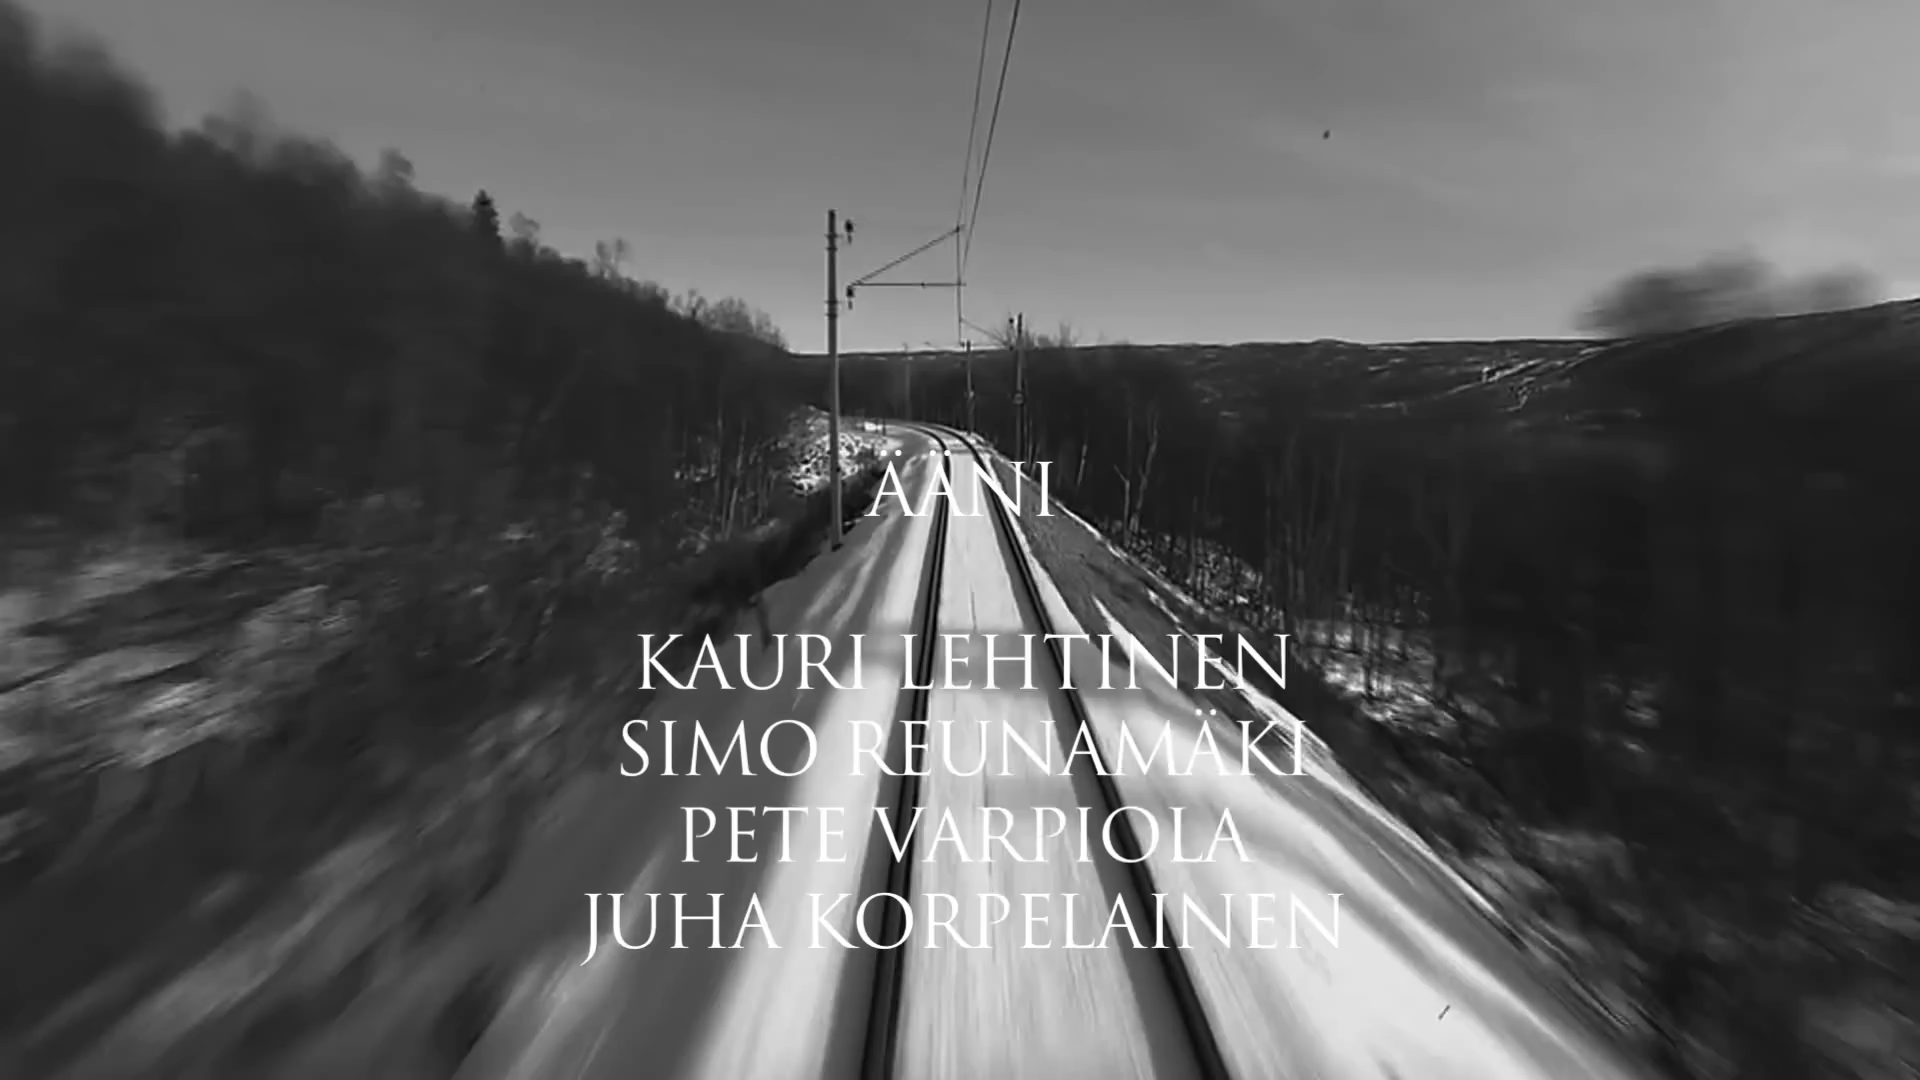 ÄÄNI
KAURI LEHTINEN
SIMO REUNAMÄKI
PETE VARPIOLA
JUHA KORPELAINEN